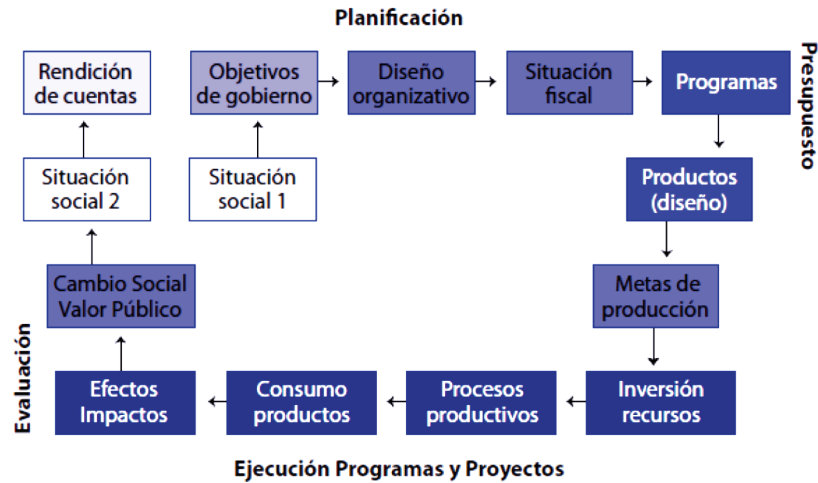 Planificación
Rendición
de cuentas
Objetivos
de gobierno
Diseño
organizativo
Situación
fiscal
Programas
Presupuesto
Situación
social 2
Situación
social 1
Productos
(diseño)
Cambio Social
Valor Público
Metas de
producción
Evaluación
Efectos
Impactos
Consumo
productos
Procesos
productivos
Inversión
recursos
Ejecución Programas y Proyectos